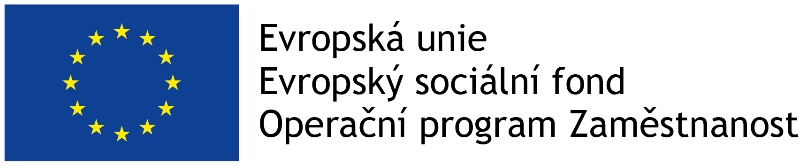 Evropská unie
Evropský sociální fond
Operační program Zaměstnanost